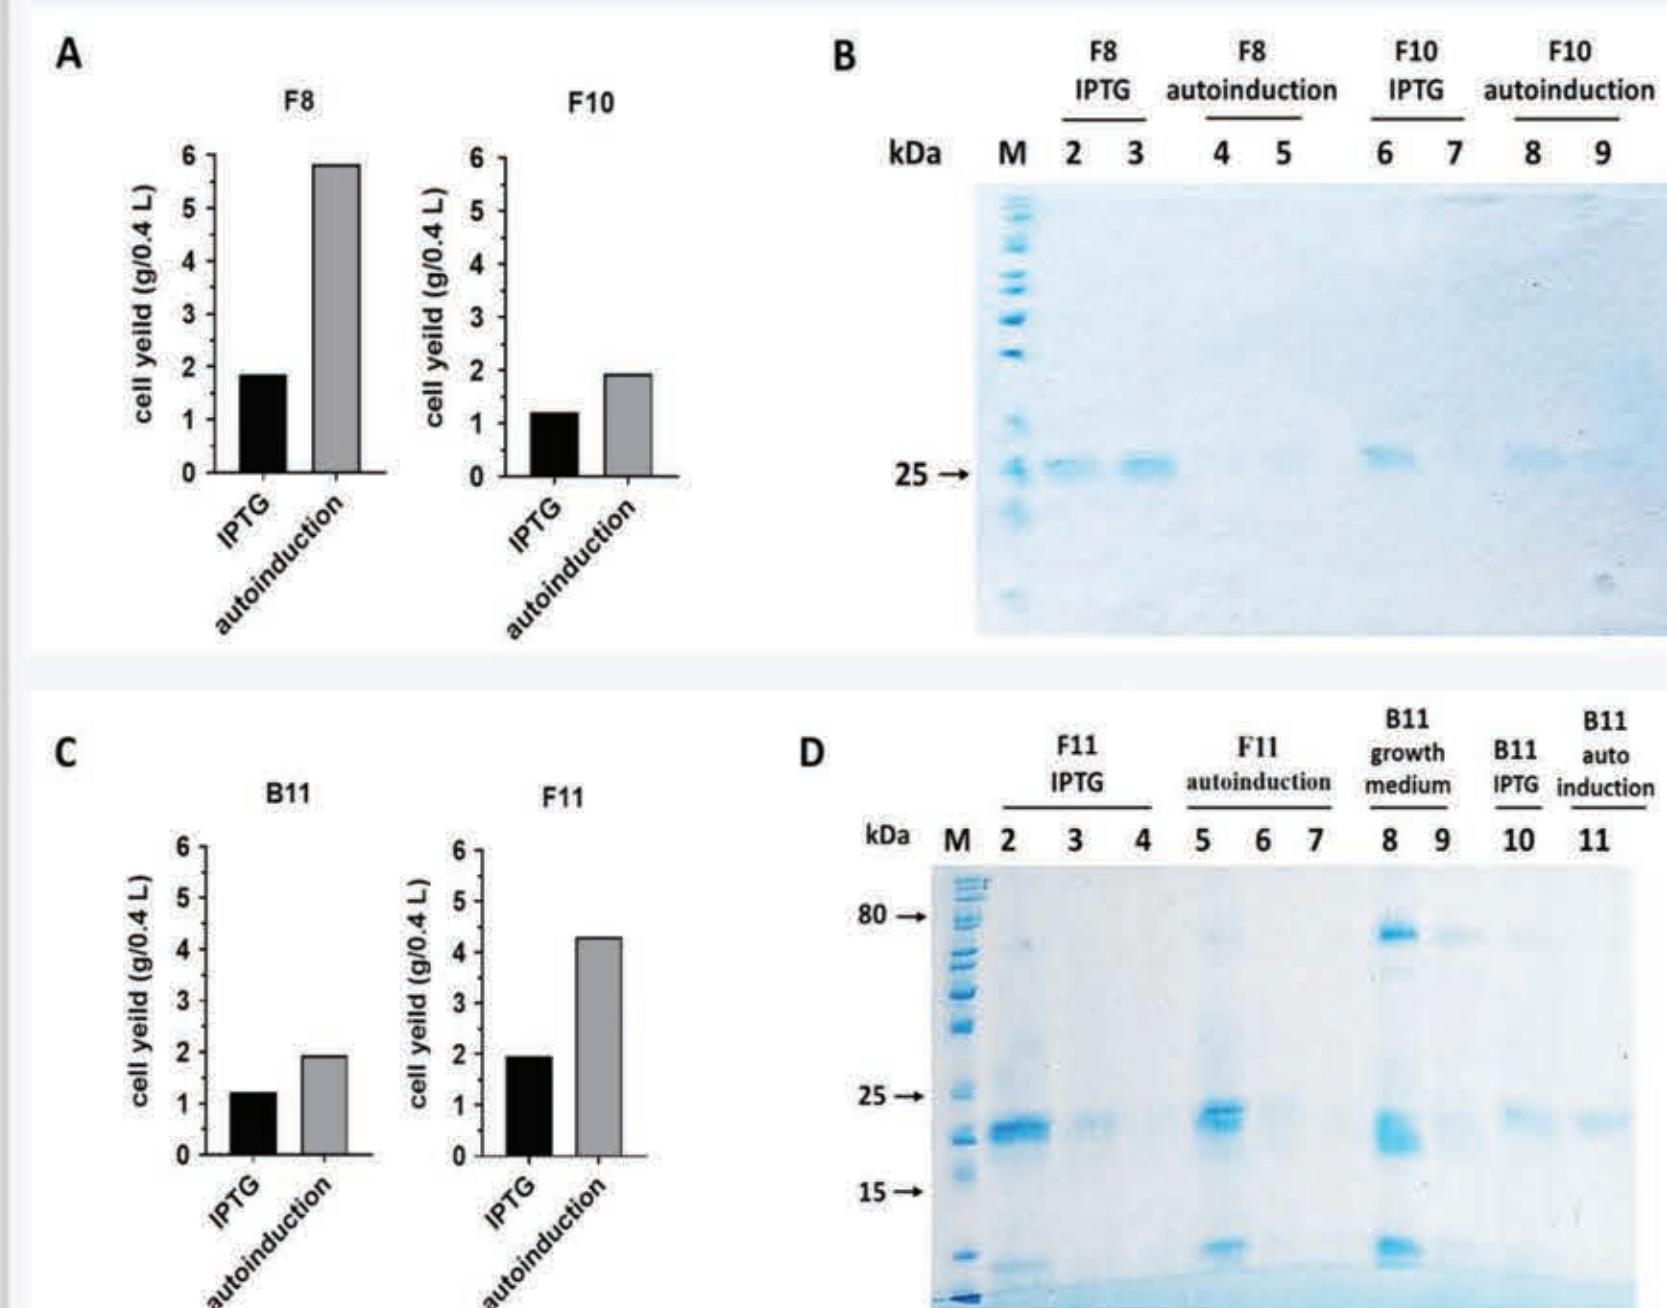 A
F8
F10
cell yeild (g/0.4 L)
6
5
4
3
2
1
0
IPTG
autoinduction
cell yeild (g/0.4 L)
6
5
4
3
2
1
0
IPTG
autoinduction
B
F8 F8 F10 F10
IPTG autoinduction IPTG autoinduction
kDa M 2 3 4 5 6 7 8 9
25
C
B11
F11
cell yeild (g/0.4 L)
6
5
4
3
2
1
0
IPTG
autoinduction
cell yeild (g/0.4 L)
6
5
4
3
2
1
0
IPTG
autoinduction
D
F11
IPTG
F11
autoinduction
B11
growth
medium
B11
IPTG
B11
auto
induction
kDa M 2 3 4 5 6 7 8 9 10 11
80
25
15